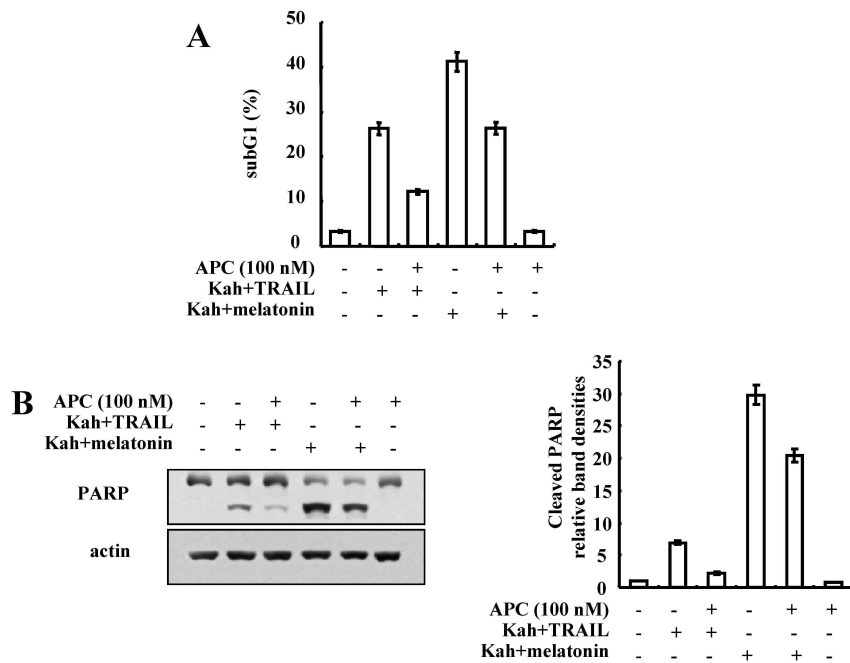 A
subG1 (%)
50
40
30
20
10
0
APC (100 nM) - - + - + +
Kah+TRAIL - + + - - -
Kah+melatonin - - - + + -
B
APC (100 nM) - - + - + +
Kah+TRAIL - + + - - -
Kah+melatonin - - - + + -
PARP
actin
Cleaved PARP
relative band densities
35
30
25
20
15
10
5
0
APC (100 nM) - - + - + +
Kah+TRAIL - + + - - -
Kah+melatonin - - - + + -